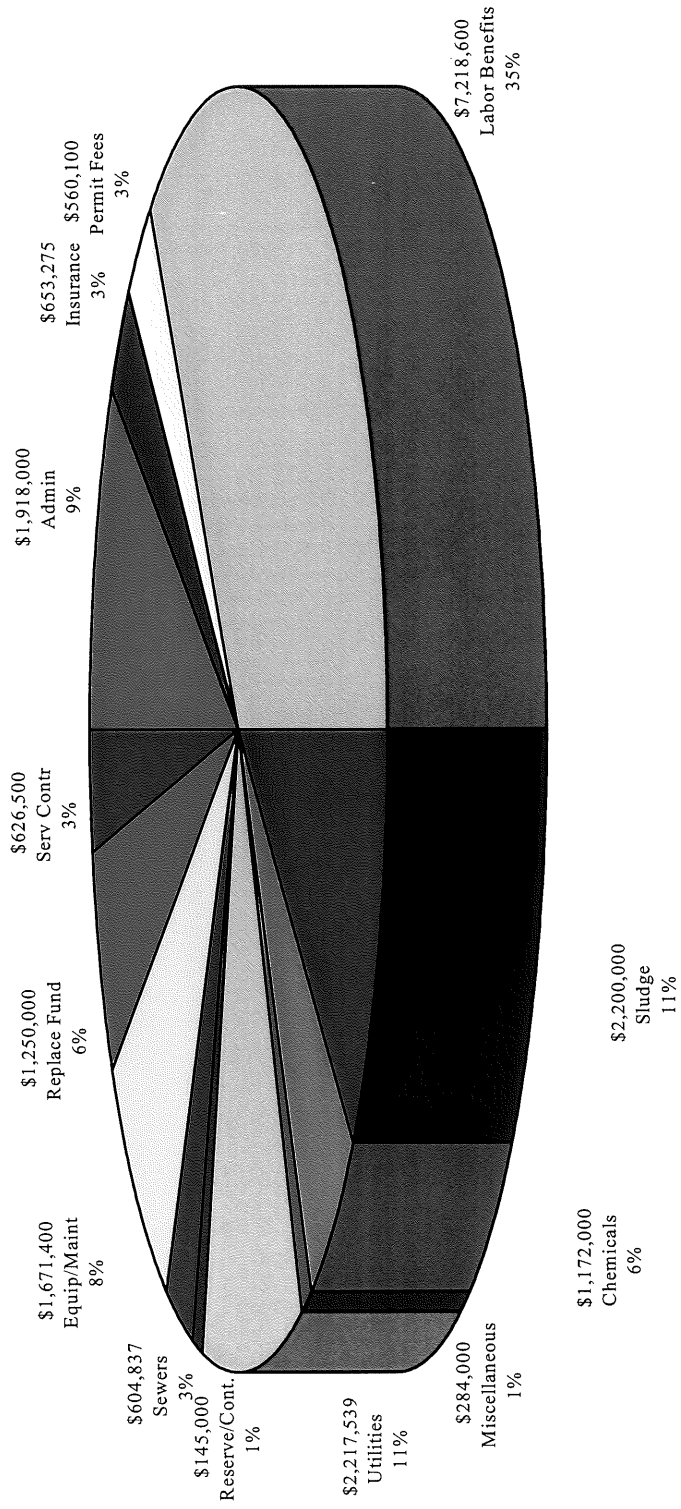 $1,918,000
Admin
9%
$653,275
Insurance
3%
$560,100
Permit Fees
3%
$7,218,600
Labor Benefits
35%
$2,200,000
Sludge
11%
$1,172,000
Chemicals
6%
$284,000
Miscellaneous
1%
$2,217,539
Utilities
11%
$145,000
Reserve/Cont.
1%
$604,837
Sewers
3%
$1,671,400
Equip/Maint
8%
$1,250,000
Replace Fund
6%
$626,500
Serv Contr
3%